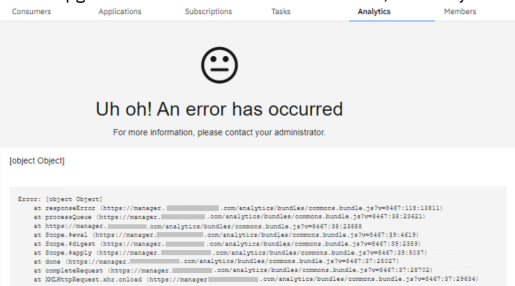 Consumers Applications Subscriptions Tasks Analytics Members
Uh oh! An error has occurred
For more information, please contact your administrator.
[object Object]
Error: [object Object]
at responseError (https://manager. .com/analytics/bundles/commons.bundle.js?v=8467:118:13811)
at processQueue (https://manager. .com/analytics/bundles/commons.bundle.js?v=8467:38:23621)
at https://manager. .com/analytics/bundles/commons.bundle.js?v=8467:38:23888
at Scope.$eval (https://manager. .com/analytics/bundles/commons.bundle.js?v=8467:39:4619)
at Scope.$digest (https://manager. .com/analytics/bundles/commons.bundle.js?v=8467:39:2389)
at Scope.$apply (https://manager. .com/analytics/bundles/commons.bundle.js?v=8467:39:5037)
at done (https://manager. .com/analytics/bundles/commons.bundle.js?v=8467:37:28027)
at completeRequest (https://manager. .com/analytics/bundles/commons.bundle.js?v=8467:37:28702)
at XMLHttpRequest.xhr.onload (https://manager .com/analytics/bundles/commons.bundle.js?v=8467:37:29634)